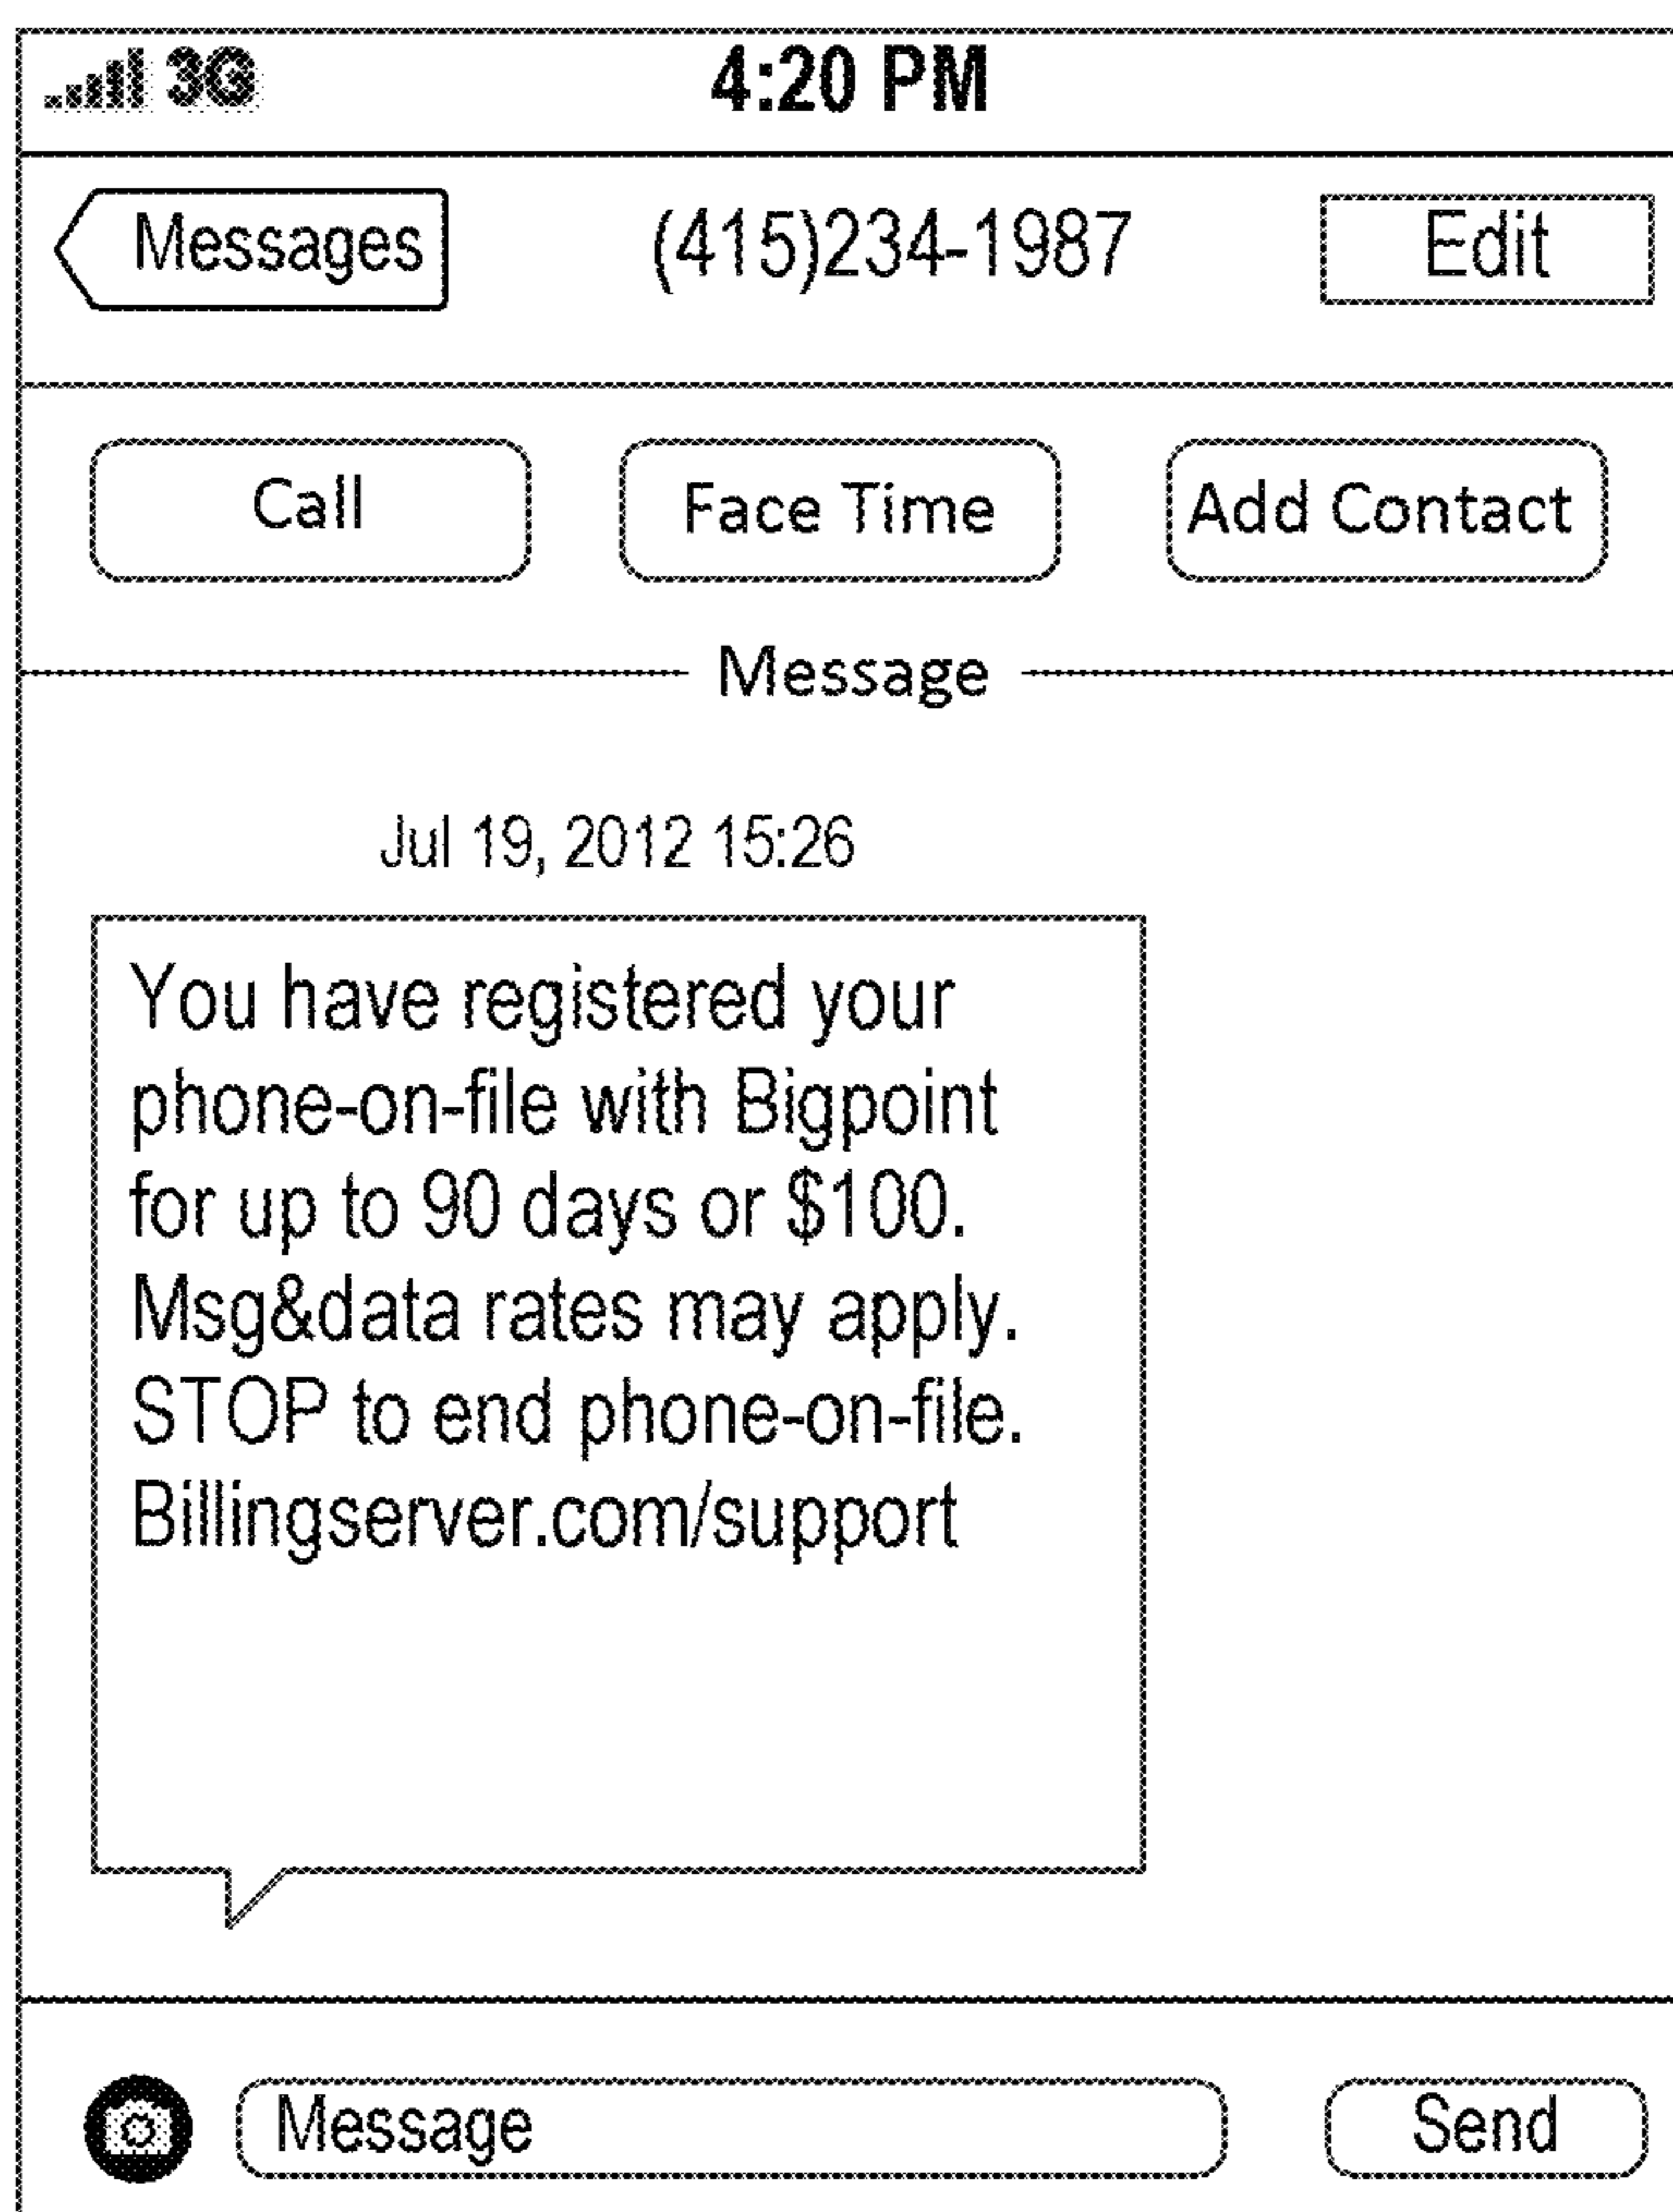 3G 4:20 PM
Messages (415)234-1987 Edit
Call Face Time Add Contact
Message
Jul 19, 2012 15:26
You have registered your
phone-on-file with Bigpoint
for up to 90 days or $100.
Msg&data rates may apply.
STOP to end phone-on-file.
Billingserver.com/support
Message Send